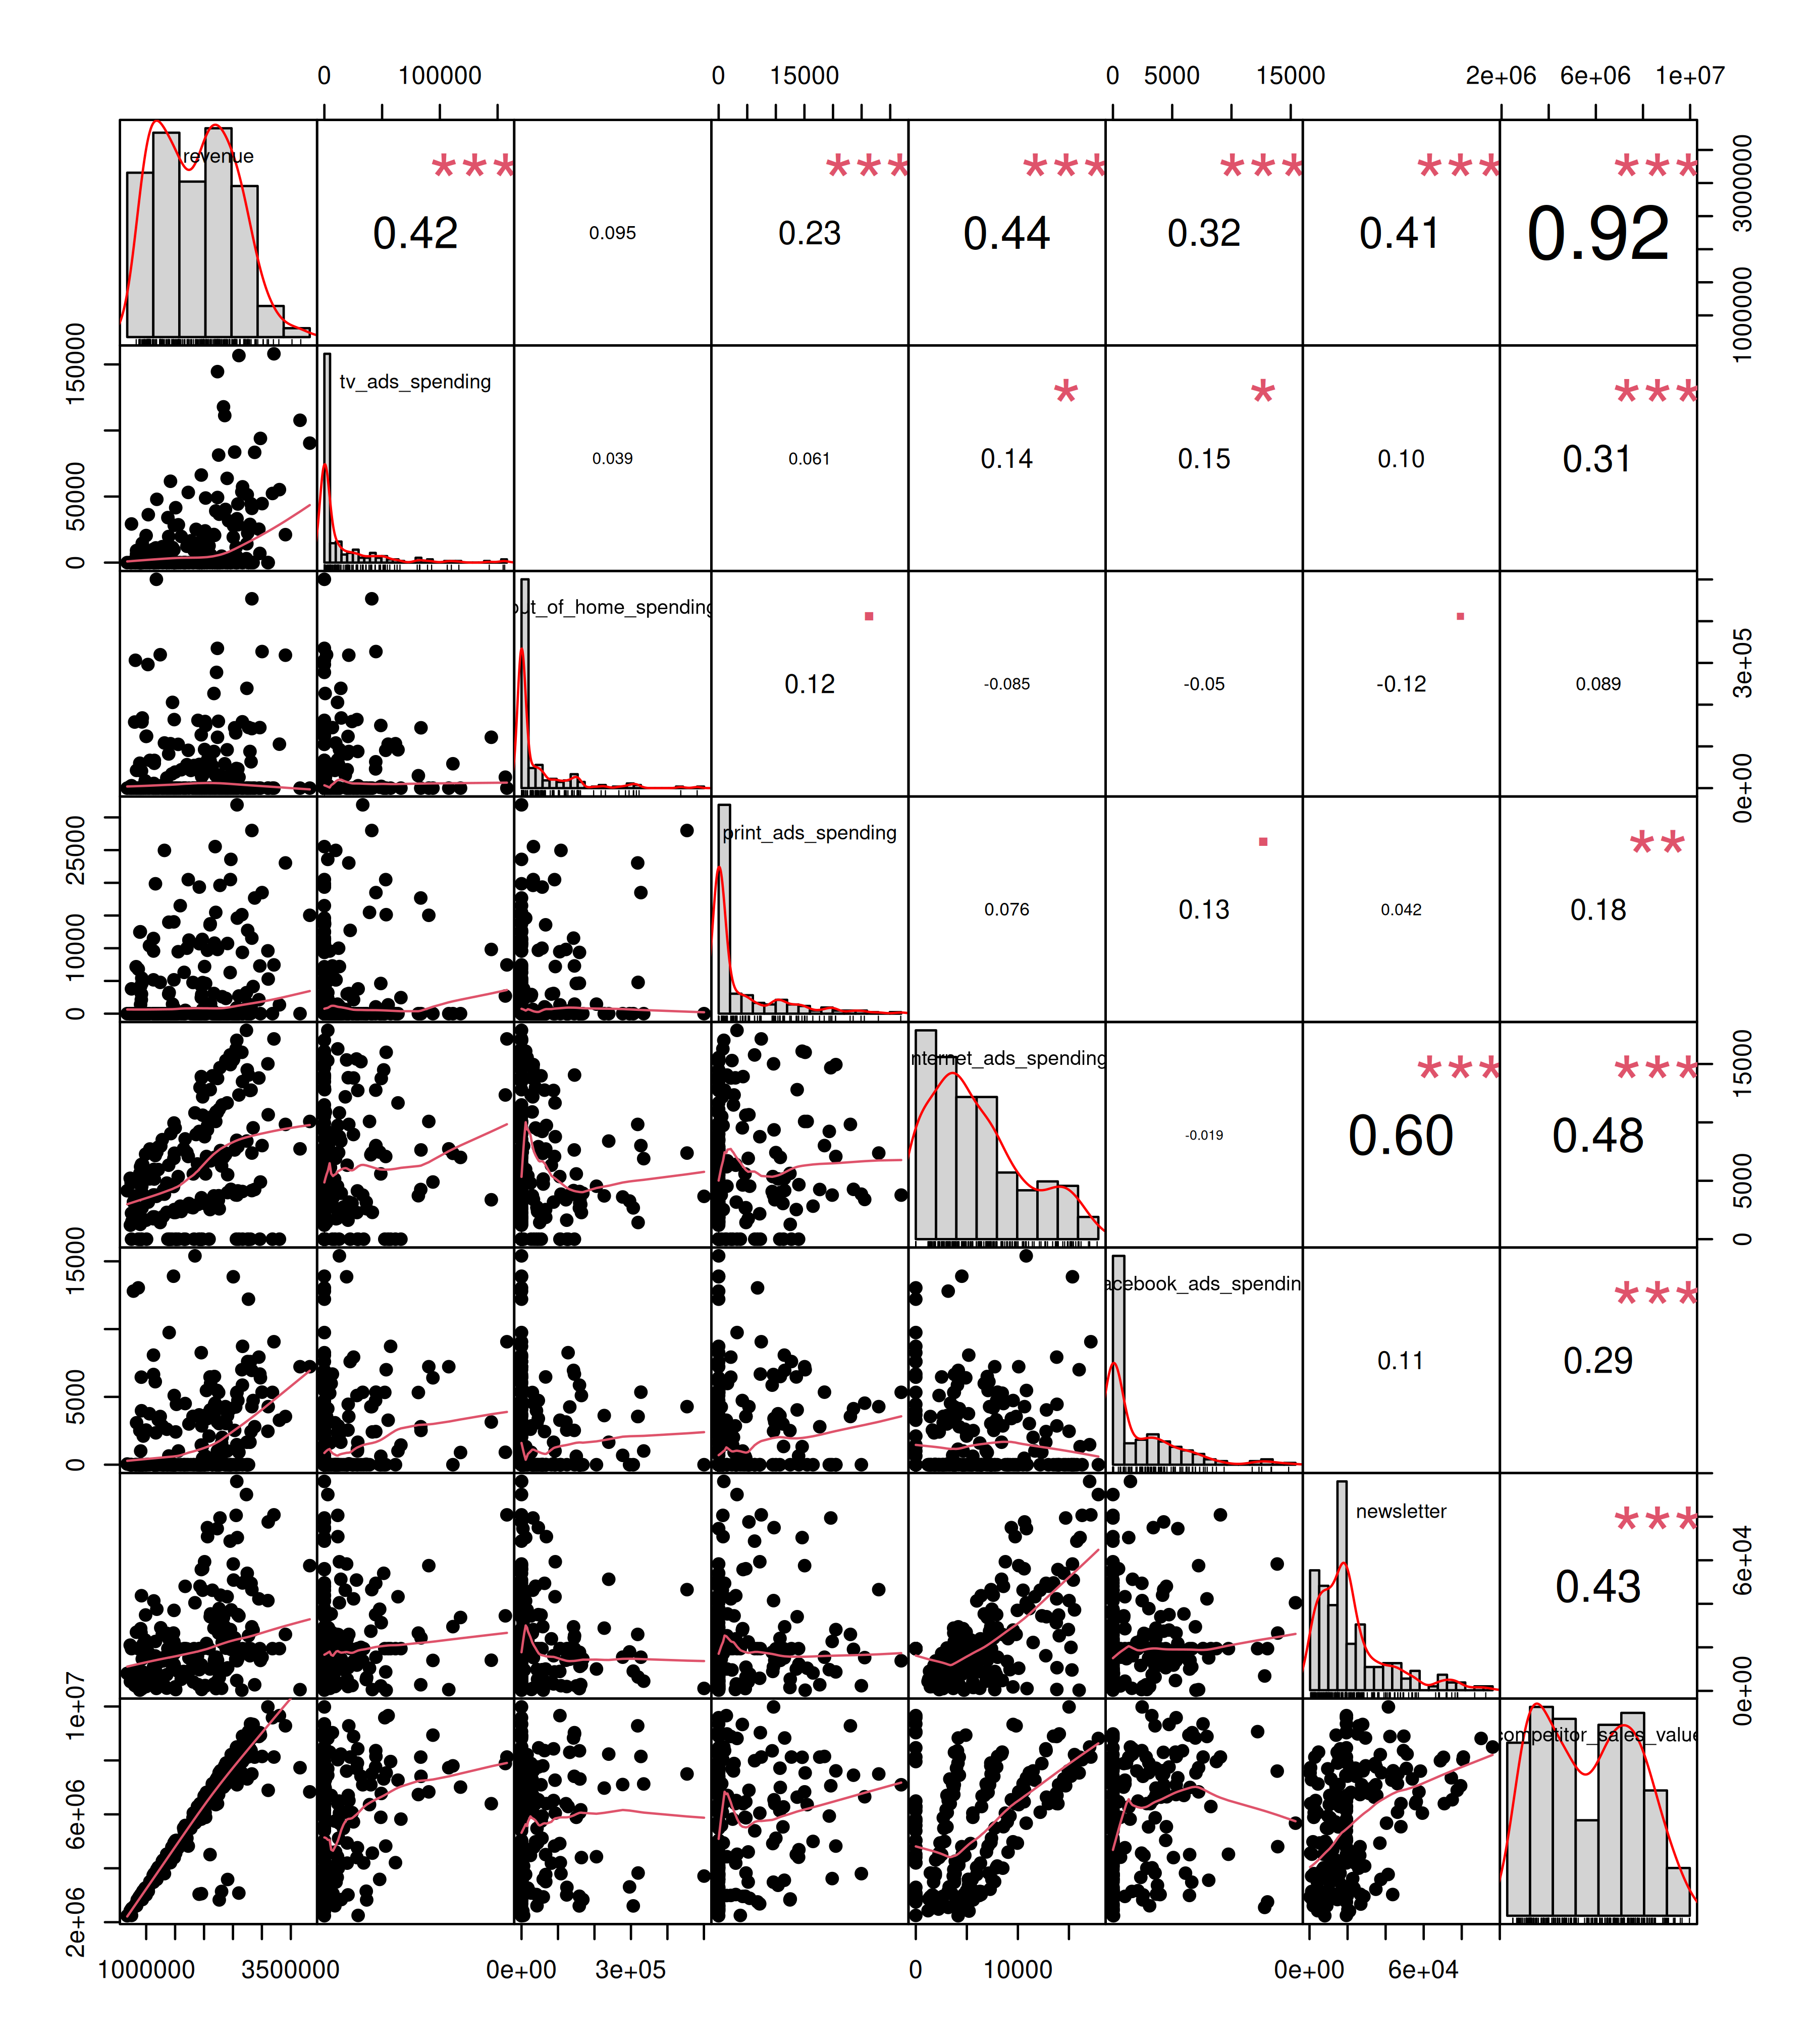 0 100000 0 15000 0 5000 15000 2e+06 6e+06 1e+07
revenue *** *** *** *** *** ***
0.42 0.095 0.23 0.44 0.32 0.41 0.92
1000000 3000000
150000 50000 0
tv_ads_spending * * ***
0.039 0.061 0.14 0.15 0.10 0.31
out_of_home_spending
0.12 -0.085 -0.05 -0.12 0.089
0e+00 3e+05
25000 10000 0
print_ads_spending **
0.076 0.13 0.042 0.18
nternet_ads_spending *** ***
-0.019 0.60 0.48
0 5000 15000
15000 5000 0
acebook_ads_spendin ***
0.11 0.29
newsletter ***
0.43
0e+00 6e+04
1e+07 6e+06 2e+06
competitor_sales_value
1000000 3500000 0e+00 3e+05 0 10000 0e+00 6e+04